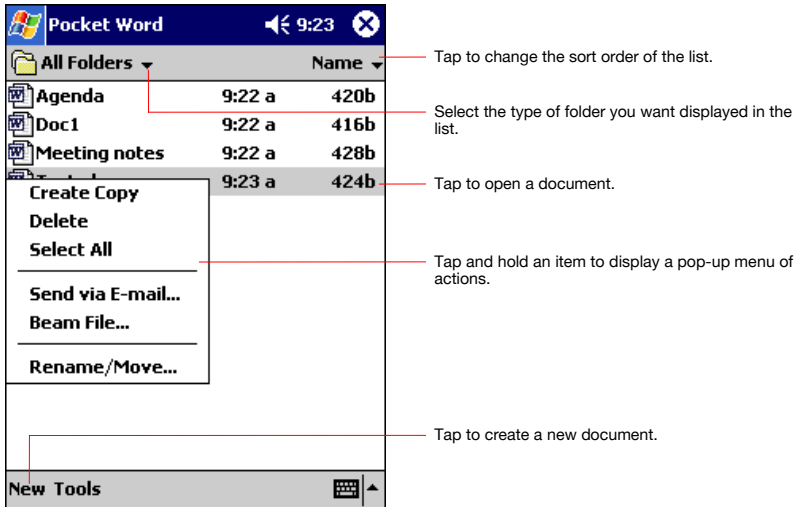 Pocket Word 9:23
All Folders Name
Agenda 9:22 a 420b
Doc1 9:22 a 416b
Meeting notes 9:22 a 428b
9:23 a 424b
Create Copy
Delete
Select All
Send via E-mail...
Beam File...
Rename/Move...
New Tools
Tap to change the sort order of the list.
Select the type of folder you want displayed in the
list.
Tap to open a document.
Tap and hold an item to display a pop-up menu of
actions.
Tap to create a new document.